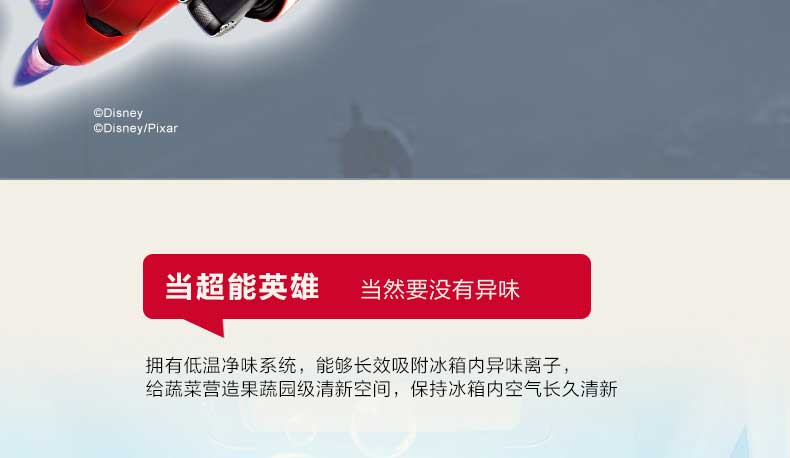 ©Disney
©Disney/Pixar
当超能英雄 当然要没有异味
拥有低温净味系统，能够长效吸附冰箱内异味离子，
给蔬菜营造果蔬园级清新空间，保持冰箱内空气长久清新